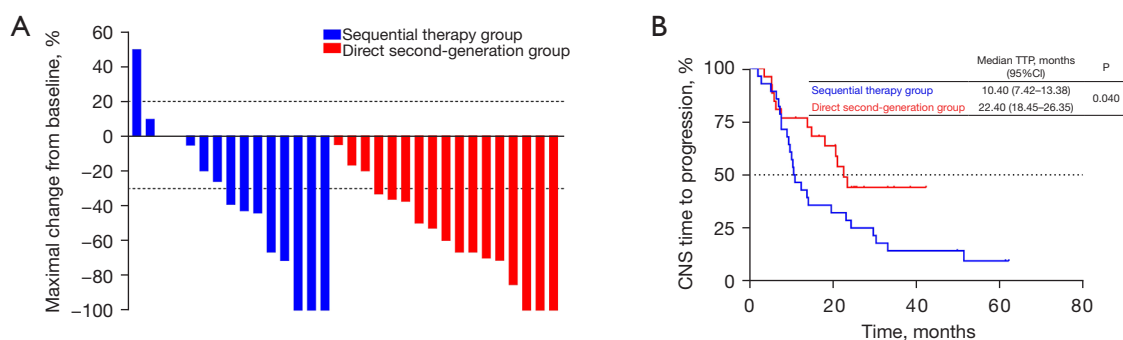 A
Maximal change from baseline, %
60
40
20
0
−20
−40
−60
−80
−100
Sequential therapy group
Direct second-generation group
B
CNS time to progression, %
100
75
50
25
0
0 20 40 60 80
Time, months
Median TTP, months P
(95%CI)
Sequential therapy group 10.40 (7.42–13.38)
0.040
Direct second-generation group 22.40 (18.45–26.35)